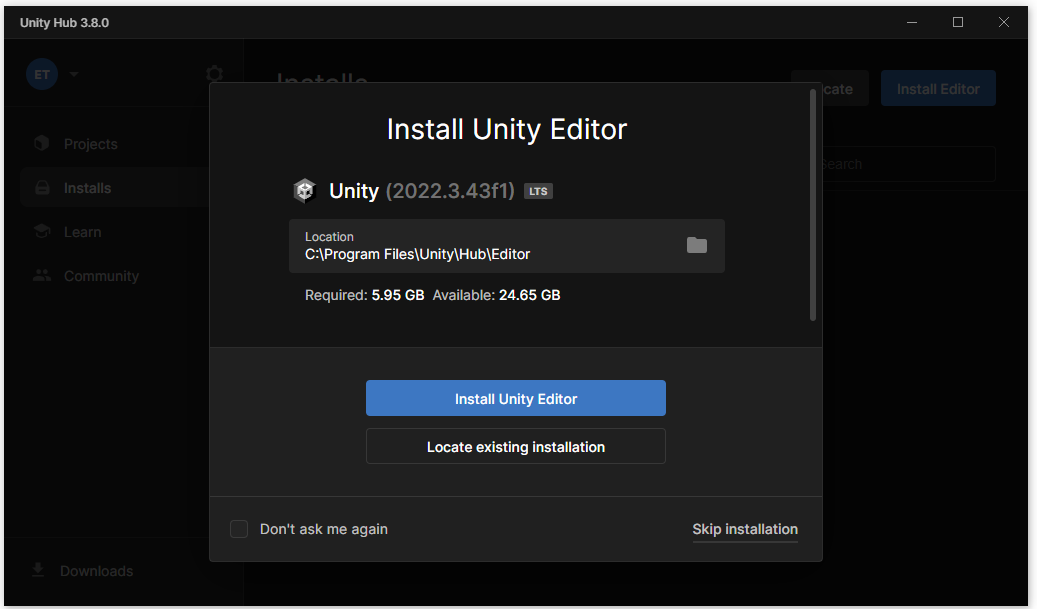 Unity Hub 3.8.0
ET
Installs
cate
Install Editor
Projects
Installs
Learn
Community
Search
Install Unity Editor
Unity (2022.3.43f1) LTS
Location
C:\Program Files\Unity\Hub\Editor
Required: 5.95 GB Available: 24.65 GB
Install Unity Editor
Locate existing installation
Don't ask me again
Skip installation
Downloads